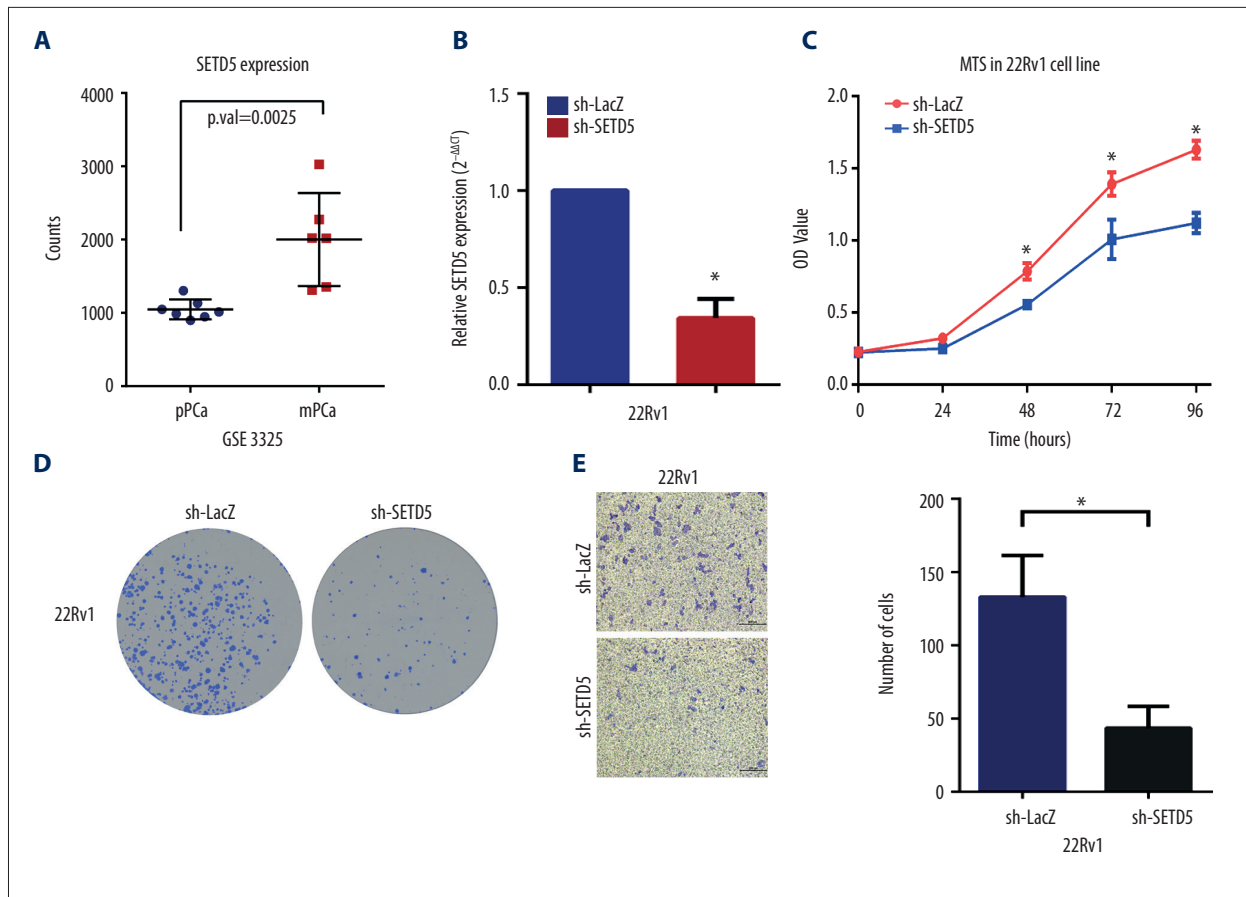 A
SETD5 expression
4000
3000
2000
1000
0
Counts
p.val=0.0025
pPCa
mPCa
GSE 3325
B
1.5
1.0
0.5
0.0
Relative SETD5 expression (2⁻ΔΔCT)
sh-LacZ
sh-SETD5
*
22Rv1
C
MTS in 22Rv1 cell line
2.0
1.5
1.0
0.5
0.0
OD Value
sh-LacZ
sh-SETD5
*
*
*
0
24
48
72
96
Time (hours)
D
sh-LacZ
sh-SETD5
22Rv1
E
22Rv1
sh-LacZ
sh-SETD5
200
150
100
50
0
Number of cells
*
sh-LacZ
sh-SETD5
22Rv1